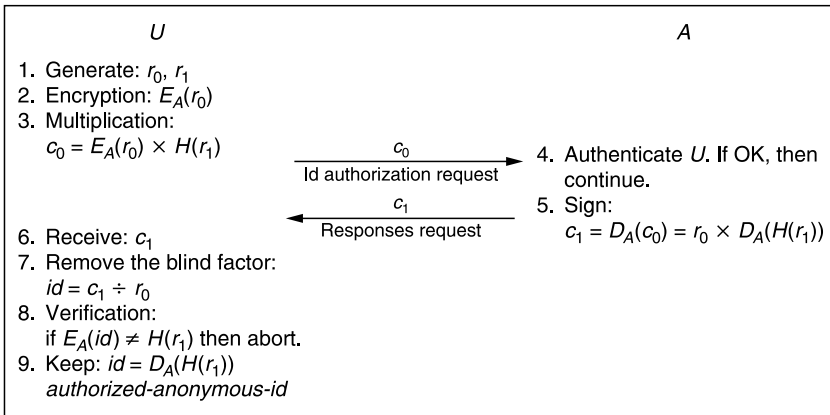 U
A
1. Generate: r0, r1
2. Encryption: EA(r0)
3. Multiplication:
c0 = EA(r0) × H(r1)
c0
Id authorization request
4. Authenticate U. If OK, then
continue.
5. Sign:
c1 = DA(c0) = r0 × DA(H(r1))
c1
Responses request
6. Receive: c1
7. Remove the blind factor:
id = c1 ÷ r0
8. Verification:
if EA(id) ≠ H(r1) then abort.
9. Keep: id = DA(H(r1))
authorized-anonymous-id